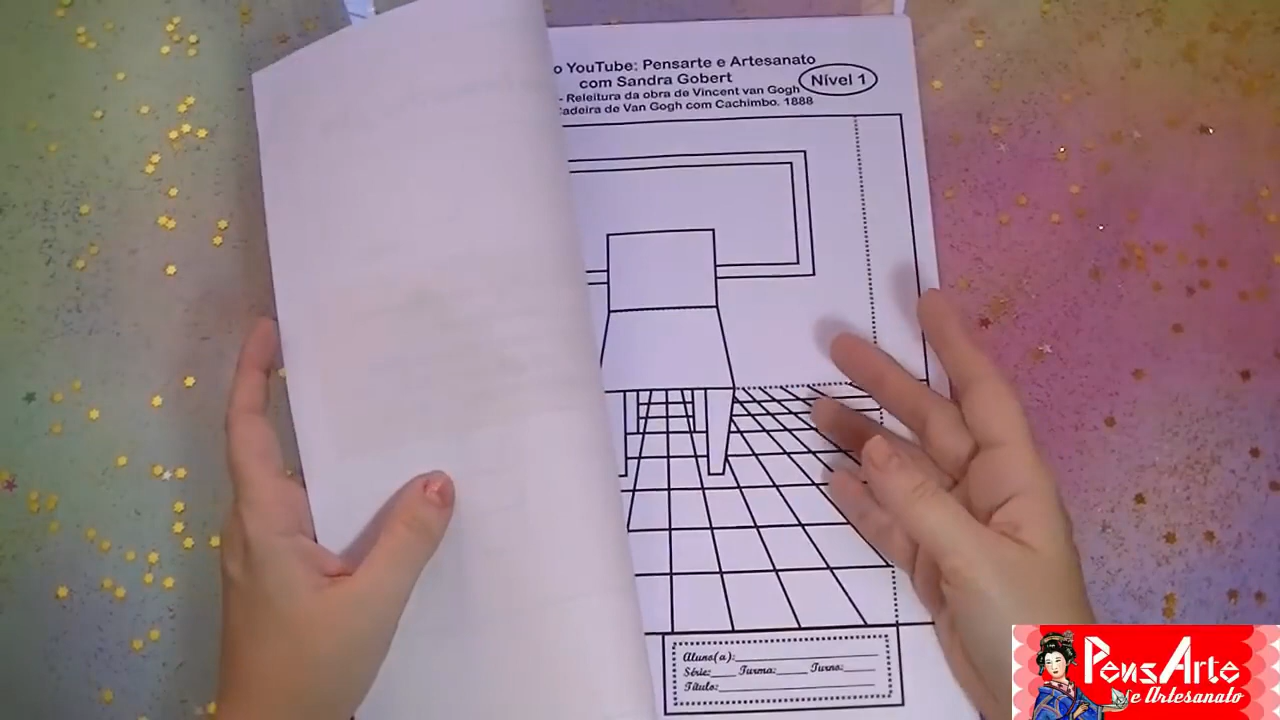 o YouTube: Pensarte e Artesanato
com Sandra Gobert
- Releitura da obra de Vincent van Gogh
adeira de Van Gogh com Cachimbo. 1888
Nível 1
Aluno(a):
Série: Turma: Turno:
Título:
PensArte
e Artesanato